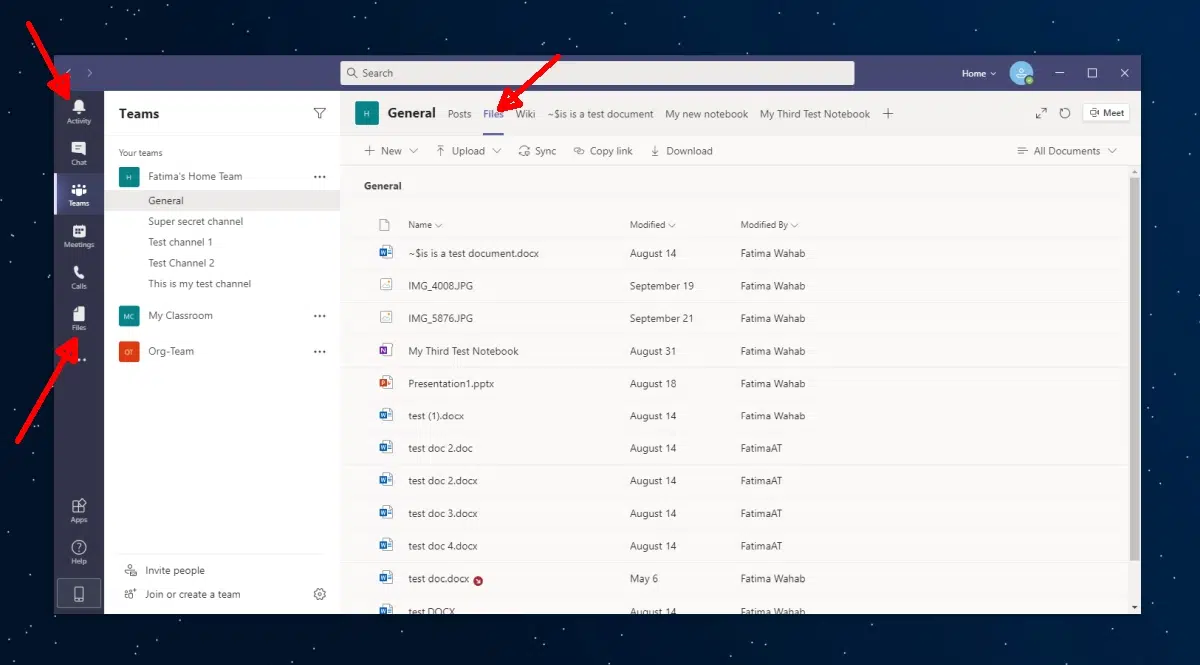 Search
Home
Activity
Chat
Teams
Meetings
Calls
Files
Apps
Help
Teams
Your teams
H Fatima's Home Team
General
Super secret channel
Test channel 1
Test Channel 2
This is my test channel
MC My Classroom
OT Org-Team
Invite people
Join or create a team
H General Posts Files Wiki ~$is is a test document My new notebook My Third Test Notebook Meet
New Upload Sync Copy link Download All Documents
General
Name Modified Modified By
~$is is a test document.docx August 14 Fatima Wahab
IMG_4008.JPG September 19 Fatima Wahab
IMG_5876.JPG September 21 Fatima Wahab
My Third Test Notebook August 31 Fatima Wahab
Presentation1.pptx August 18 Fatima Wahab
test (1).docx August 14 Fatima Wahab
test doc 2.doc August 14 FatimaAT
test doc 2.docx August 14 FatimaAT
test doc 3.docx August 14 FatimaAT
test doc 4.docx August 14 FatimaAT
test doc.docx May 6 Fatima Wahab
test DOCX August 14 Fatima Wahab